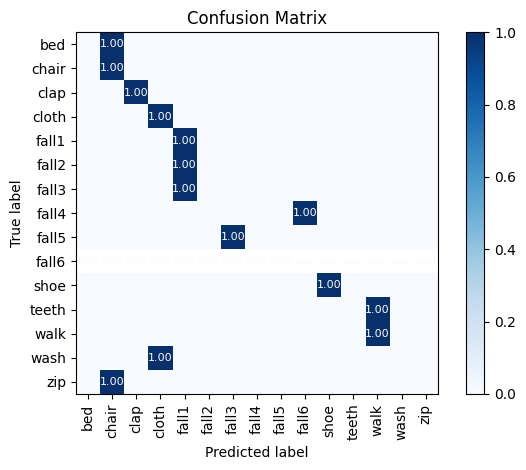 Confusion Matrix
True label
bed 1.00
chair 1.00
clap 1.00
cloth 1.00
fall1 1.00
fall2 1.00
fall3 1.00
fall4 1.00
fall5 1.00
fall6
shoe 1.00
teeth 1.00
walk 1.00
wash 1.00
zip 1.00
bed chair clap cloth fall1 fall2 fall3 fall4 fall5 fall6 shoe teeth walk wash zip
Predicted label
1.0
0.8
0.6
0.4
0.2
0.0